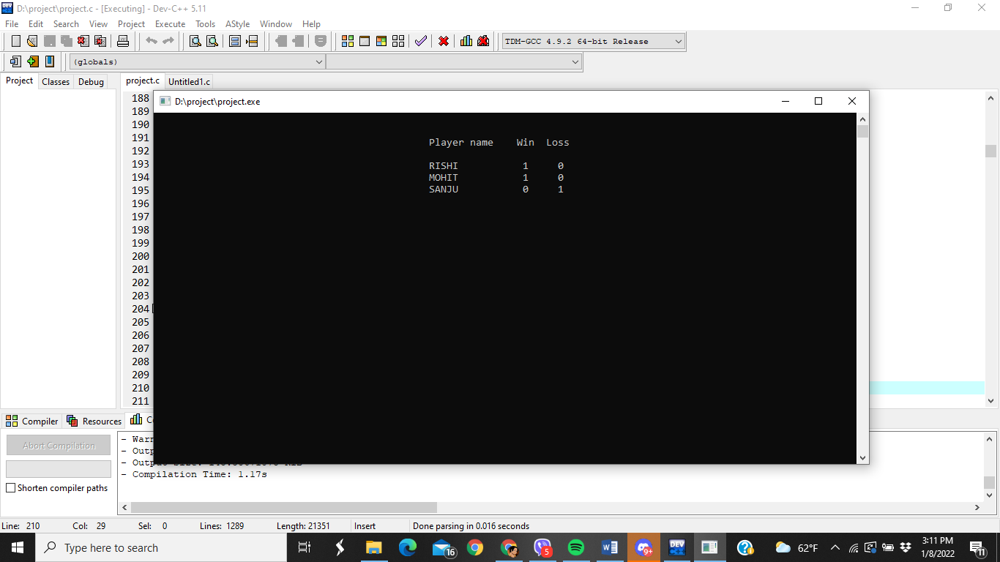 D:\project\project.c - [Executing] - Dev-C++ 5.11
File Edit Search View Project Execute Tools AStyle Window Help
TDM-GCC 4.9.2 64-bit Release
(globals)
Project Classes Debug project.c Untitled1.c
D:\project\project.exe
188
189
190
191
192
193
194
195
196
197
198
199
200
201
202
203
204
205
206
207
208
209
210
211
Player name Win Loss
RISHI 1 0
MOHIT 1 0
SANJU 0 1
Compiler Resources
Abort Compilation
Shorten compiler paths
- Warn
- Outp
- Outp
- Compilation Time: 1.17s
Line: 210 Col: 29 Sel: 0 Lines: 1289 Length: 21351 Insert Done parsing in 0.016 seconds
Type here to search
16
5
9+
DEV
62°F
3:11 PM
1/8/2022
11